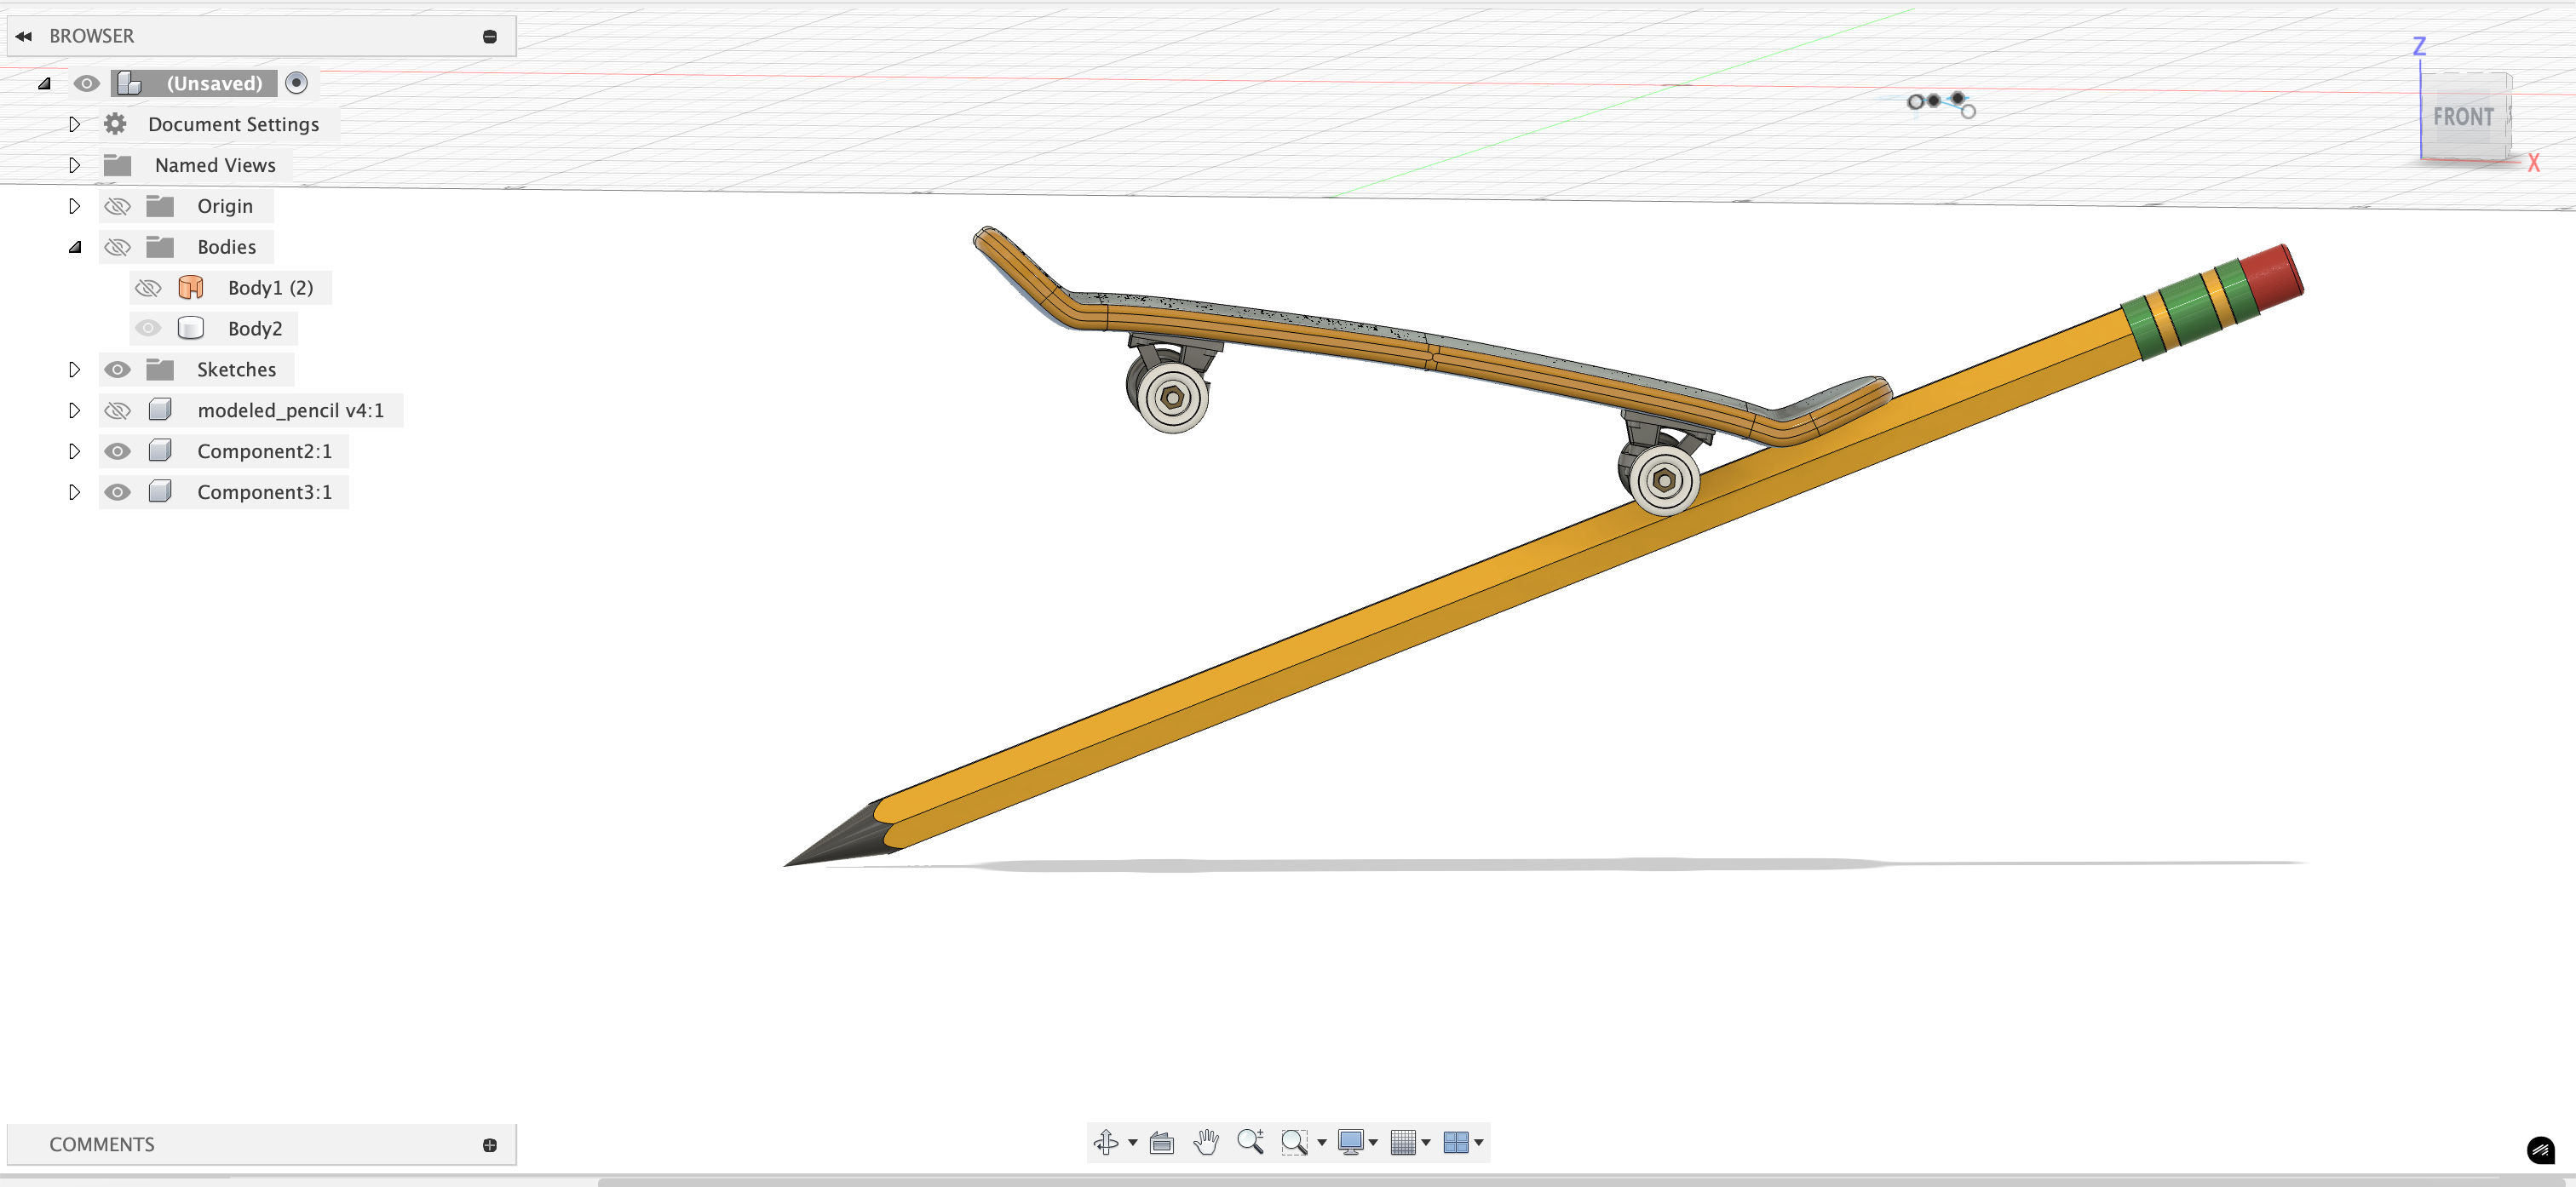 BROWSER
(Unsaved)
Document Settings
Named Views
Origin
Bodies
Body1 (2)
Body2
Sketches
modeled_pencil v4:1
Component2:1
Component3:1
Z
FRONT
X
COMMENTS